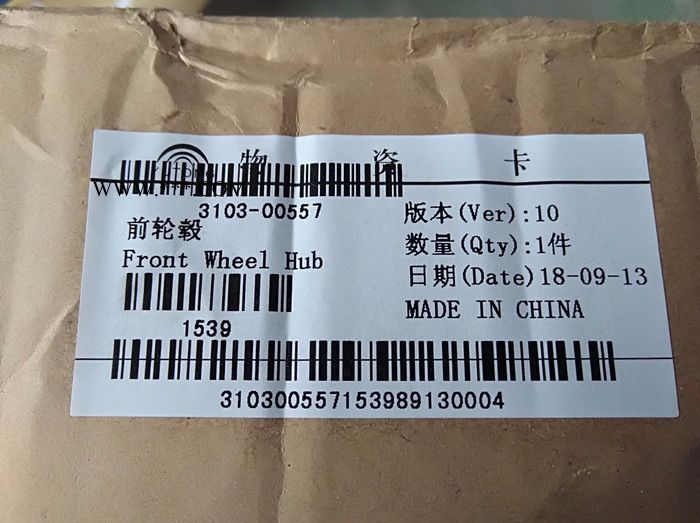 物 资 卡
3103-00557
前轮毂
Front Wheel Hub
1539
版本(Ver):10
数量(Qty):1件
日期(Date)18-09-13
MADE IN CHINA
310300557153989130004